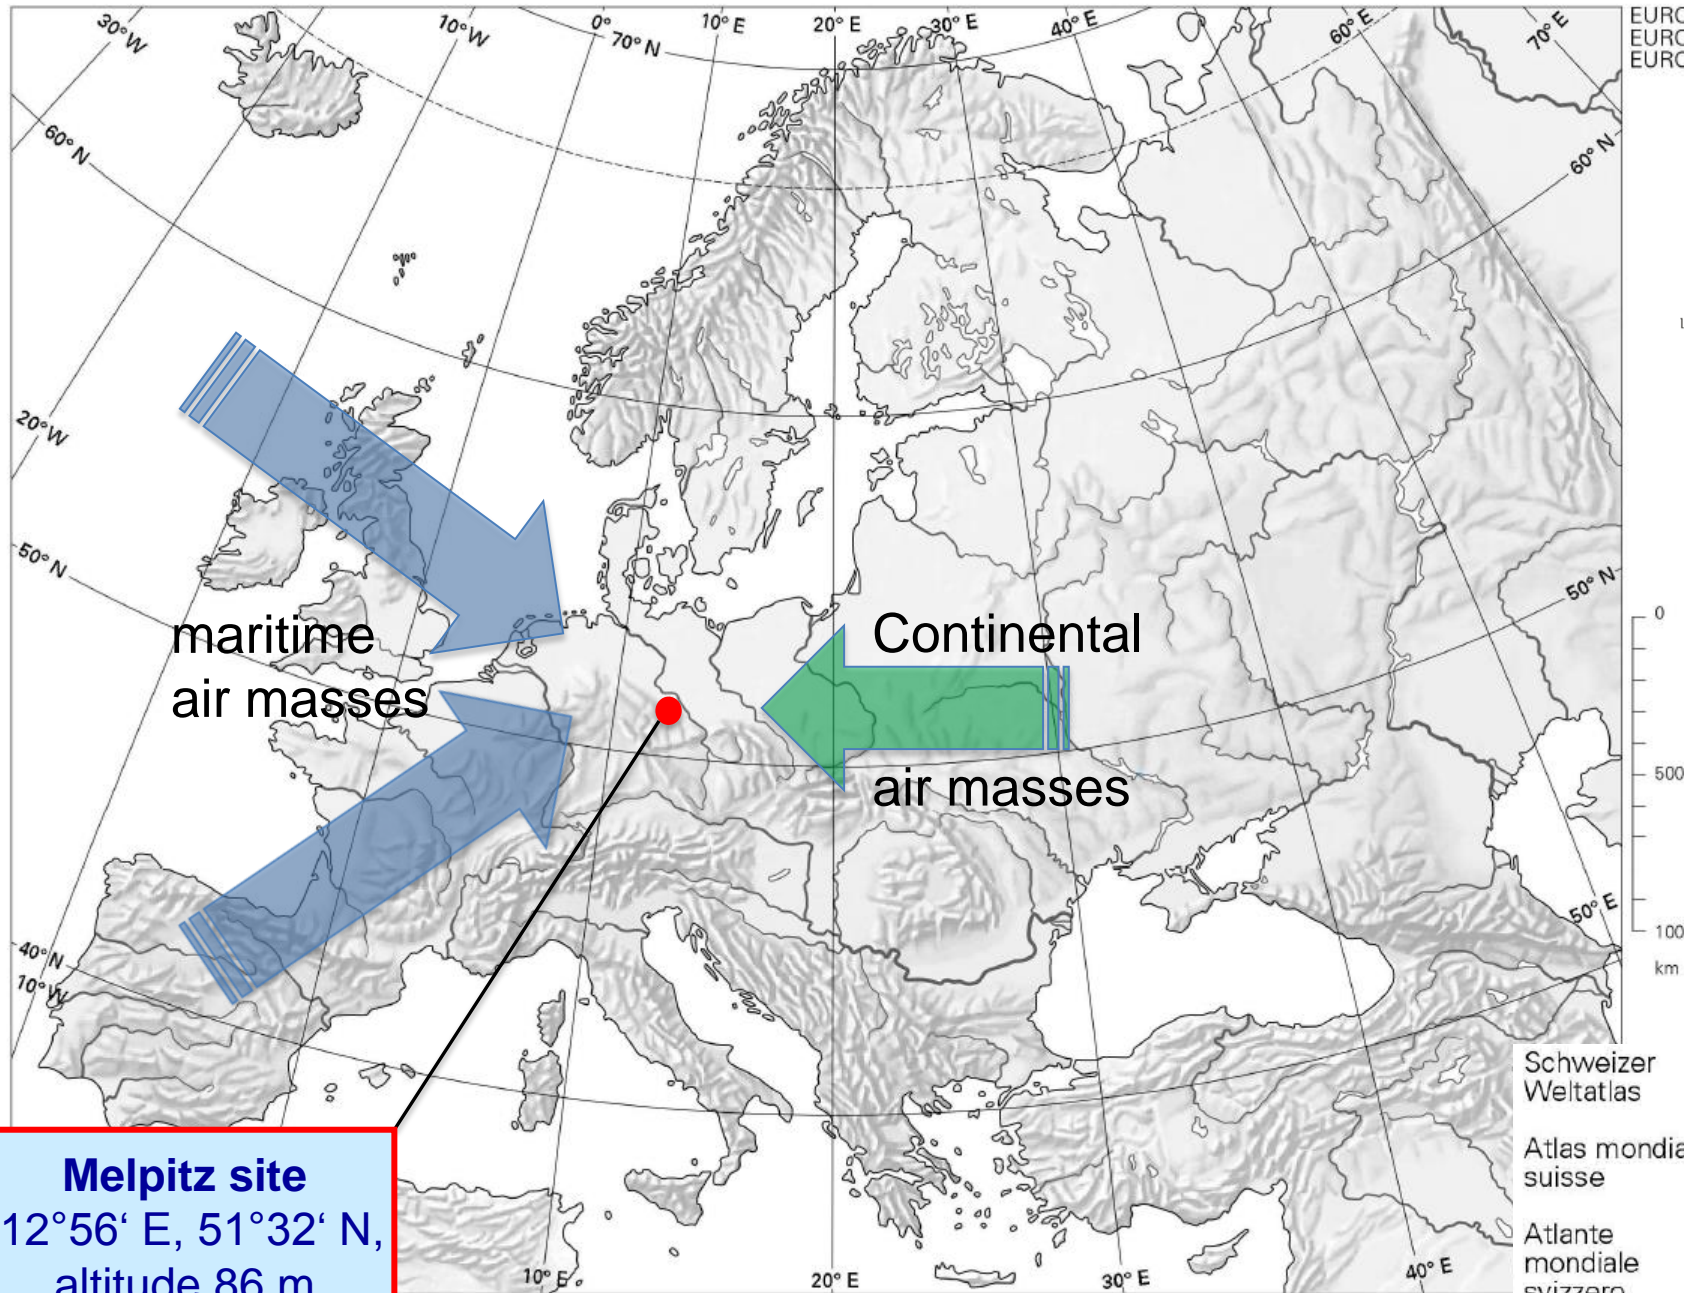 30°W
10°W
0°
70° N
10° E
20° E
30° E
40° E
60° E
70° E
60° N
60° N
20°W
50° N
50° N
maritime
air masses
Continental
air masses
0
500
km
40° N
10°W
50° E
Melpitz site
12°56‘ E, 51°32‘ N,
altitude 86 m
10° E
20° E
30° E
40° E
Schweizer
Weltatlas
Atlas mondia
suisse
Atlante
mondiale
svizzero